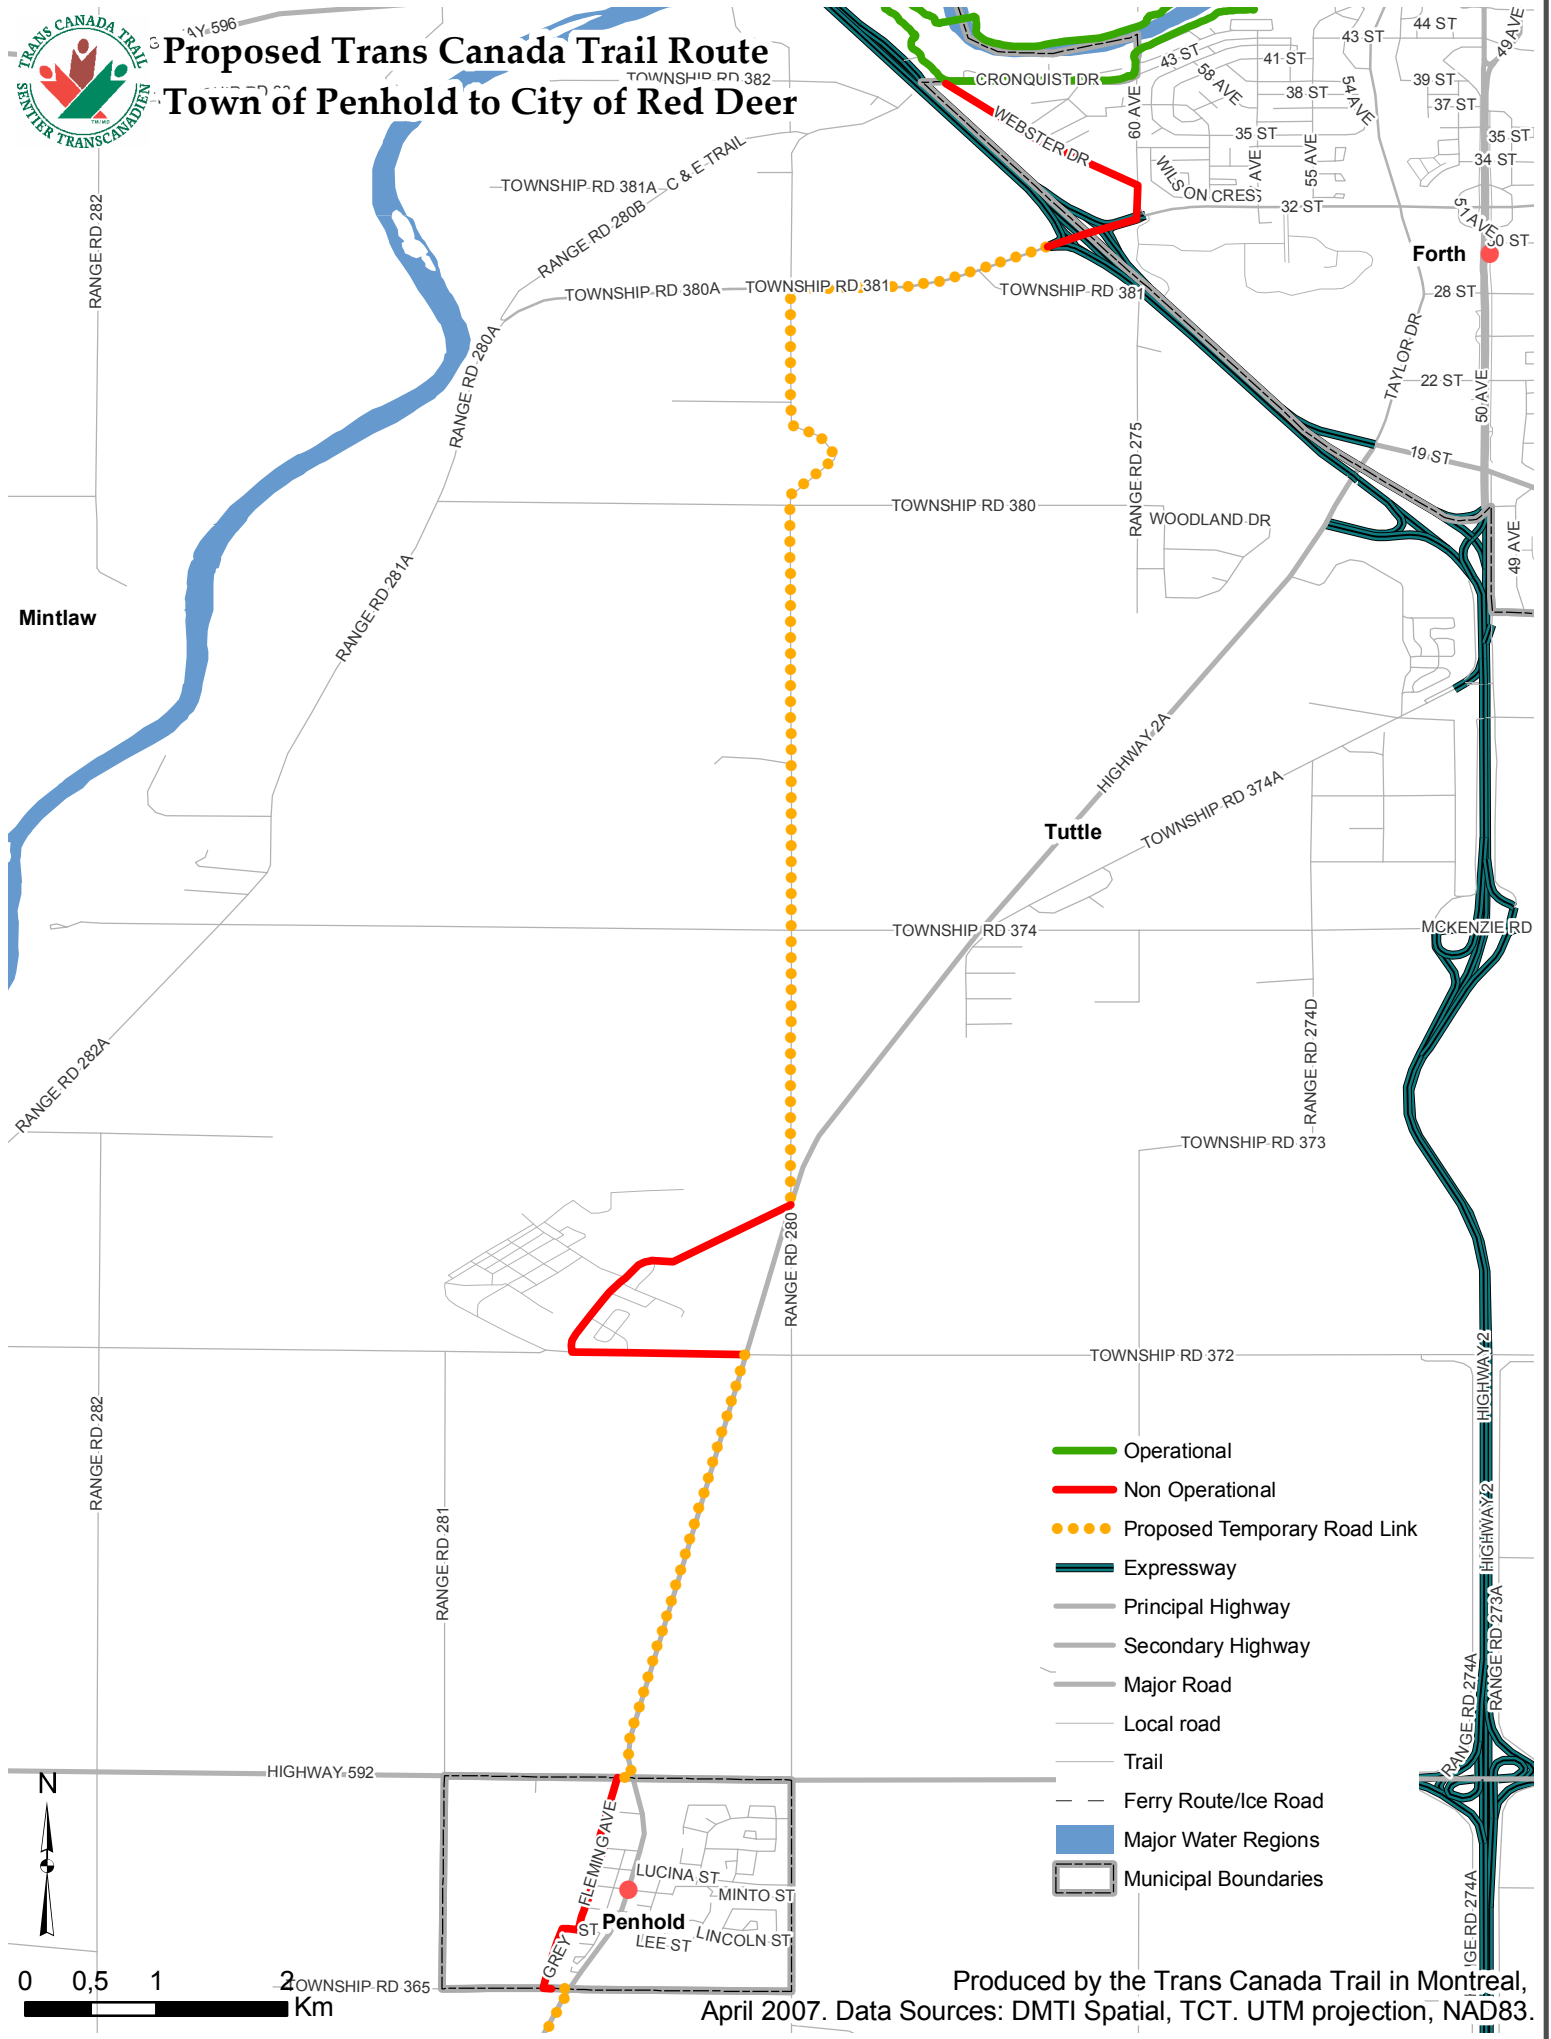 TRANS CANADA TRAIL
SENTIER TRANSCANADIEN
TM/MD
Proposed Trans Canada Trail Route
Town of Penhold to City of Red Deer
TOWNSHIP RD 382
CRONQUIST DR
43 ST
58 AVE
41 ST
43 ST
44 ST
49 AVE
54 AVE
39 ST
38 ST
37 ST
60 AVE
35 ST
35 ST
34 ST
WEBSTER DR
WILSON CRES
AVE
55 AVE
32 ST
51 AVE
Forth
28 ST
TOWNSHIP RD 381A
C & E TRAIL
RANGE RD 280B
RANGE RD 282
TOWNSHIP RD 380A
TOWNSHIP RD 381
TOWNSHIP RD 381
RANGE RD 280A
TAYLOR DR
22 ST
50 AVE
19 ST
RANGE RD 275
TOWNSHIP RD 380
WOODLAND DR
49 AVE
RANGE RD 281A
Mintlaw
HIGHWAY 2A
TOWNSHIP RD 374A
Tuttle
TOWNSHIP RD 374
MCKENZIE RD
RANGE RD 282A
RANGE RD 274D
TOWNSHIP RD 373
RANGE RD 280
TOWNSHIP RD 372
HIGHWAY 2
RANGE RD 282
RANGE RD 281
HIGHWAY 2
RANGE RD 273A
RANGE RD 274A
Operational
Non Operational
Proposed Temporary Road Link
Expressway
Principal Highway
Secondary Highway
Major Road
Local road
Trail
Ferry Route/Ice Road
Major Water Regions
Municipal Boundaries
HIGHWAY 592
N
FLEMING AVE
LUCINA ST
MINTO ST
Penhold
GREY ST
LEE ST
LINCOLN ST
TOWNSHIP RD 365
GE RD 274A
0 0,5 1 2
Km
Produced by the Trans Canada Trail in Montreal,
April 2007. Data Sources: DMTI Spatial, TCT. UTM projection, NAD83.